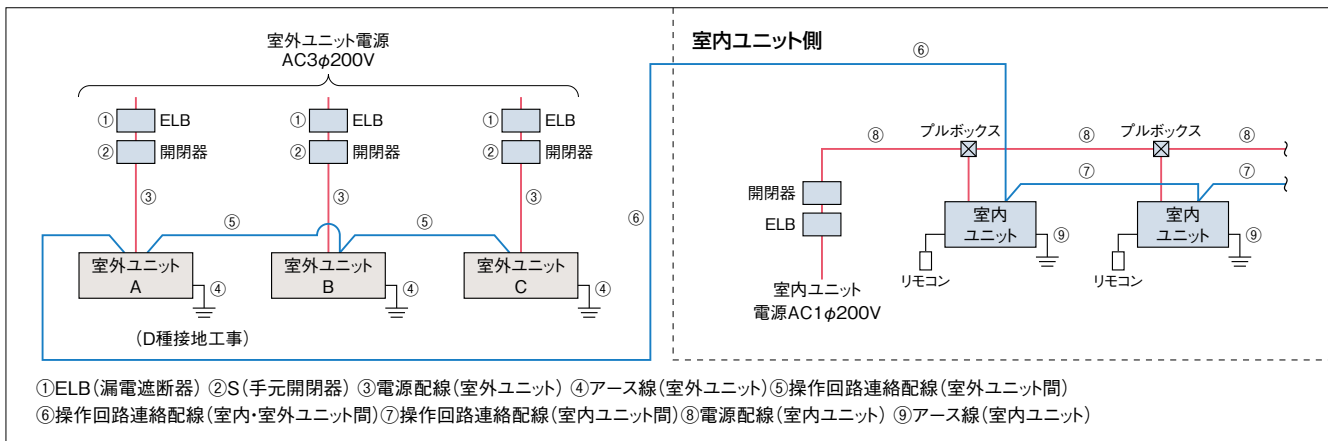 室外ユニット電源
AC3φ200V
① ELB ① ELB ① ELB
② 開閉器 ② 開閉器 ② 開閉器
③ ③ ③
⑤ ⑤
室外ユニット
A
④
室外ユニット
B
④
室外ユニット
C
④
(D種接地工事)
⑥
室内ユニット側
⑥
⑧ プルボックス ⑧ プルボックス ⑧
⑦ ⑦
開閉器
ELB
室内
ユニット
⑨
リモコン
室内
ユニット
⑨
リモコン
室内ユニット
電源AC1φ200V
①ELB(漏電遮断器) ②S(手元開閉器) ③電源配線(室外ユニット) ④アース線(室外ユニット)⑤操作回路連絡配線(室外ユニット間)
⑥操作回路連絡配線(室内・室外ユニット間)⑦操作回路連絡配線(室内ユニット間)⑧電源配線(室内ユニット) ⑨アース線(室内ユニット)